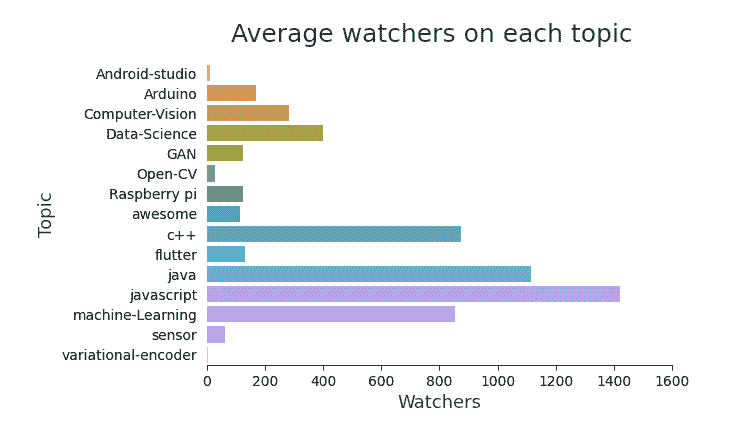 Average watchers on each topic
Android-studio
Arduino
Computer-Vision
Data-Science
GAN
Open-CV
Raspberry pi
awesome
c++
flutter
java
javascript
machine-Learning
sensor
variational-encoder
Topic
0 200 400 600 800 1000 1200 1400 1600
Watchers